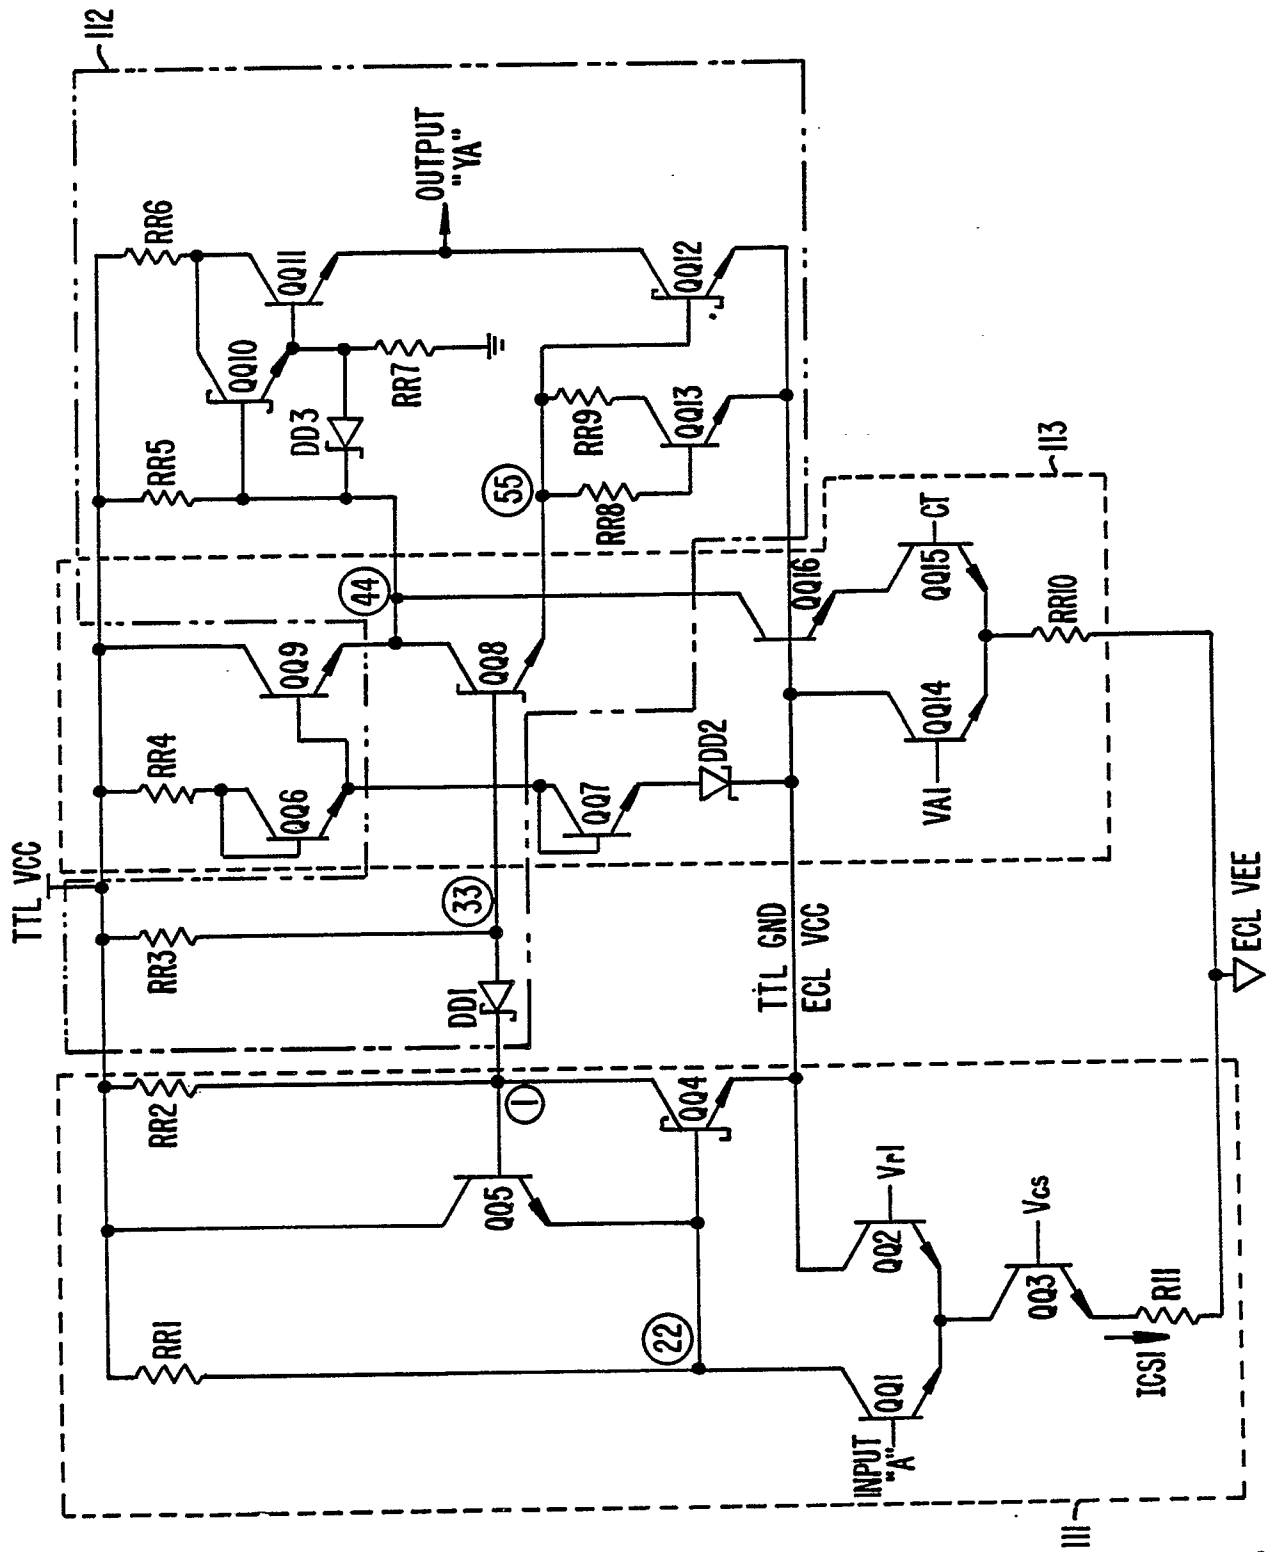 112
TTL VCC
RR1
RR2
RR3
RR4
RR5
RR6
QQ5
1
DD1
33
QQ6
QQ9
44
DD3
QQ10
QQ11
RR7
OUTPUT
"YA"
22
QQ4
QQ7
DD2
QQ8
55
RR8
RR9
QQ13
QQ12
TTL GND
ECL VCC
QQ16
INPUT
"A"
QQ1
QQ2
Vr1
VA1
QQ14
QQ15
CT
113
QQ3
Vcs
RR10
ICS1
R11
ECL VEE
111